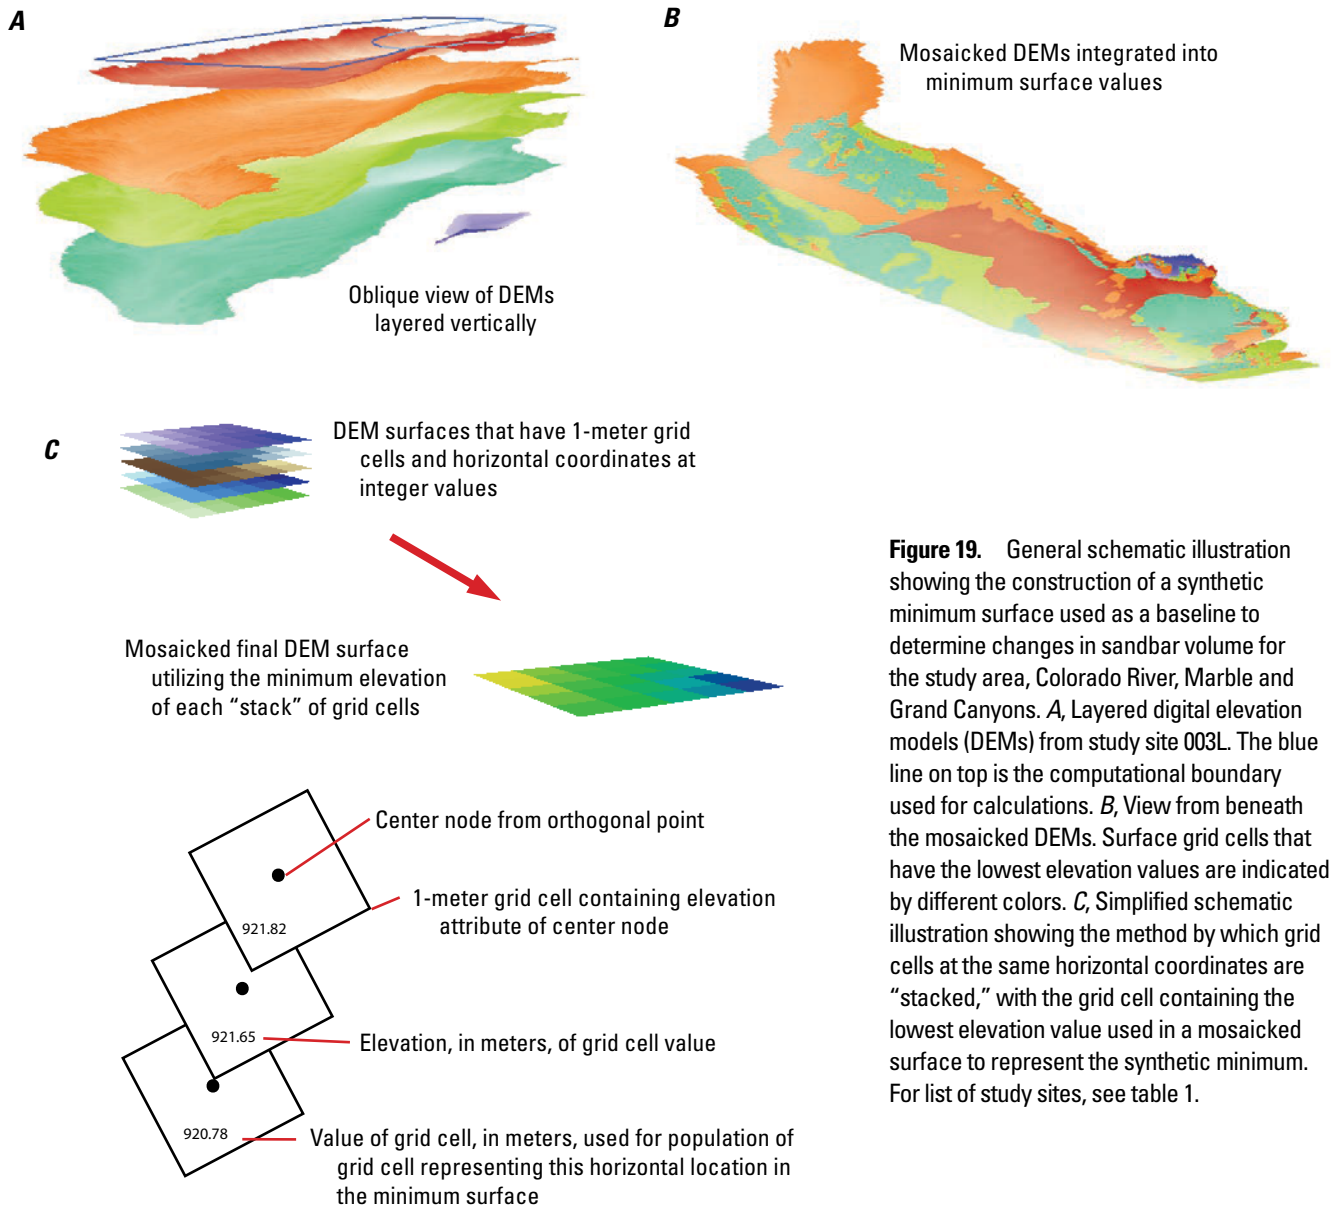 A
Oblique view of DEMs
layered vertically
B
Mosaicked DEMs integrated into
minimum surface values
C
DEM surfaces that have 1-meter grid
cells and horizontal coordinates at
integer values
Mosaicked final DEM surface
utilizing the minimum elevation
of each “stack” of grid cells
Center node from orthogonal point
1-meter grid cell containing elevation
attribute of center node
921.82
921.65
Elevation, in meters, of grid cell value
920.78
Value of grid cell, in meters, used for population of
grid cell representing this horizontal location in
the minimum surface
Figure 19. General schematic illustration
showing the construction of a synthetic
minimum surface used as a baseline to
determine changes in sandbar volume for
the study area, Colorado River, Marble and
Grand Canyons. A, Layered digital elevation
models (DEMs) from study site 003L. The blue
line on top is the computational boundary
used for calculations. B, View from beneath
the mosaicked DEMs. Surface grid cells that
have the lowest elevation values are indicated
by different colors. C, Simplified schematic
illustration showing the method by which grid
cells at the same horizontal coordinates are
“stacked,” with the grid cell containing the
lowest elevation value used in a mosaicked
surface to represent the synthetic minimum.
For list of study sites, see table 1.